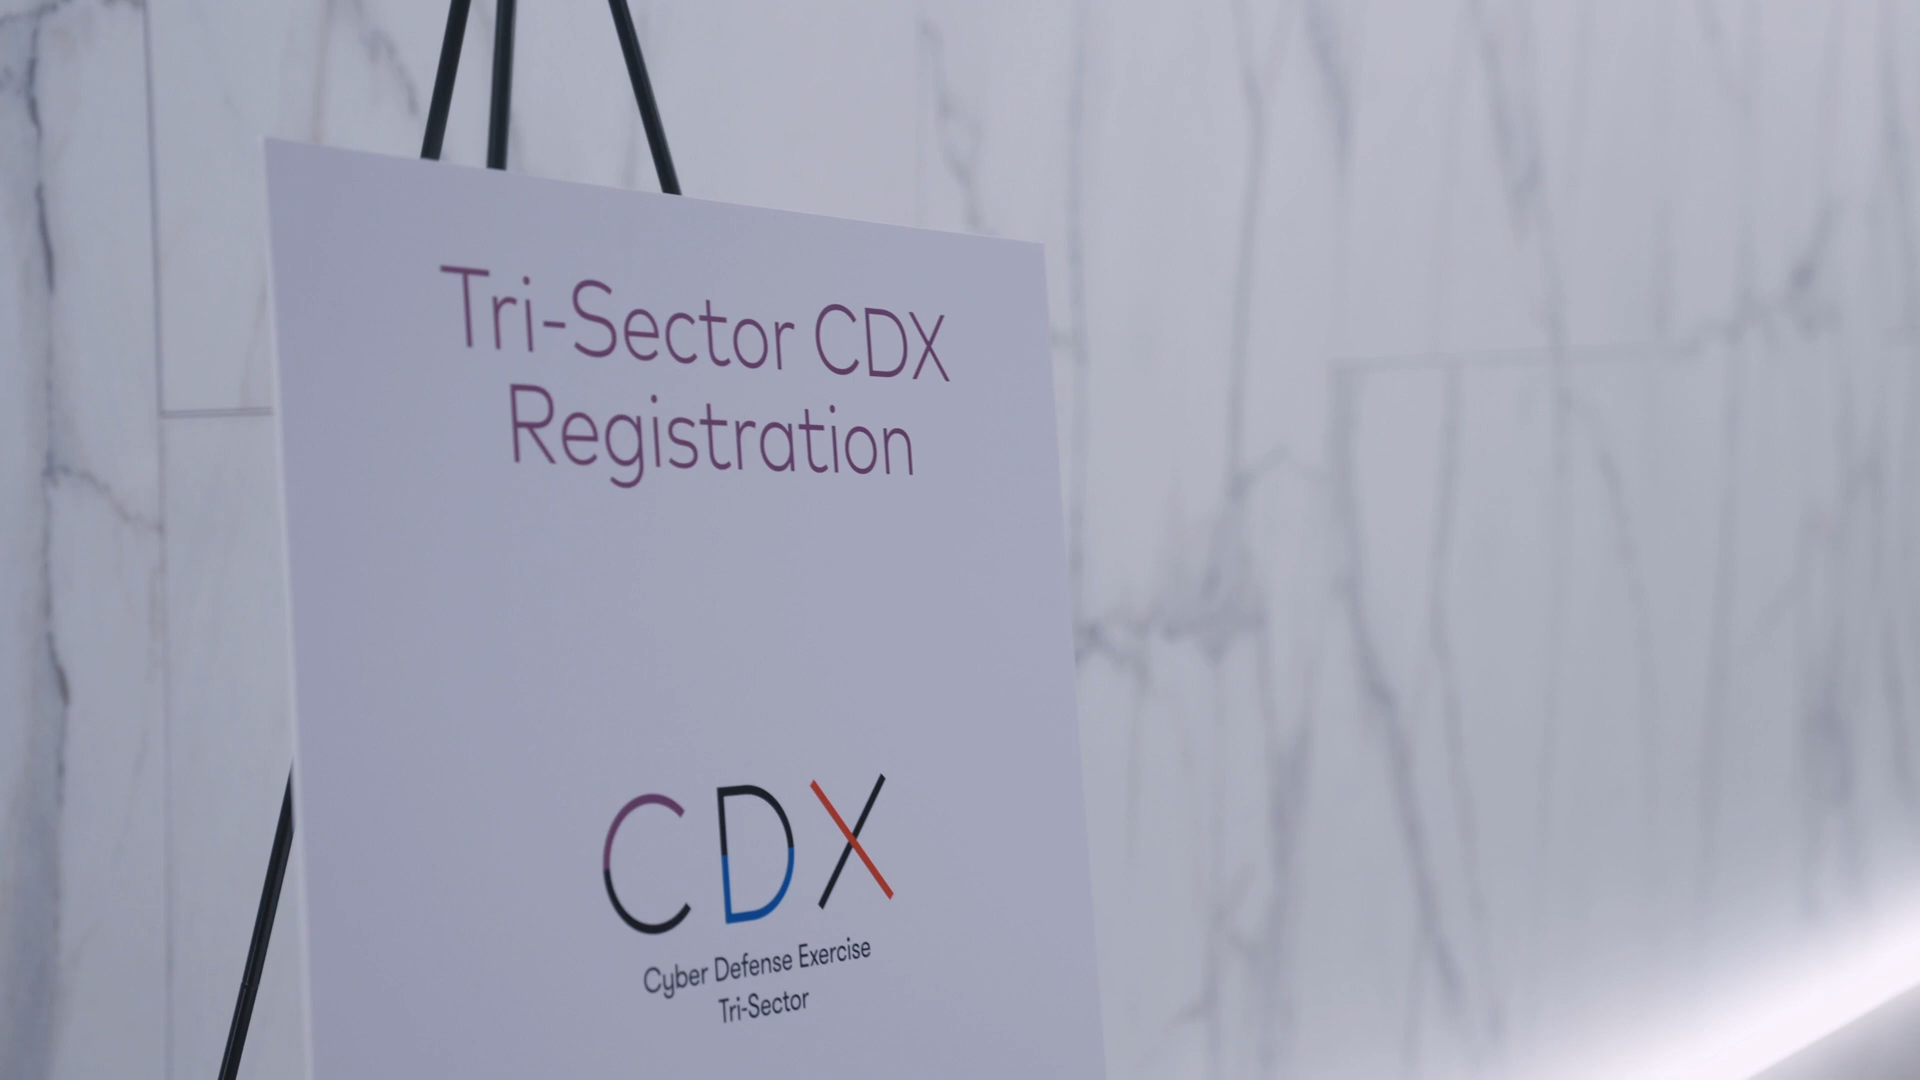 Tri-Sector CDX
Registration
CDX
Cyber Defense Exercise
Tri-Sector